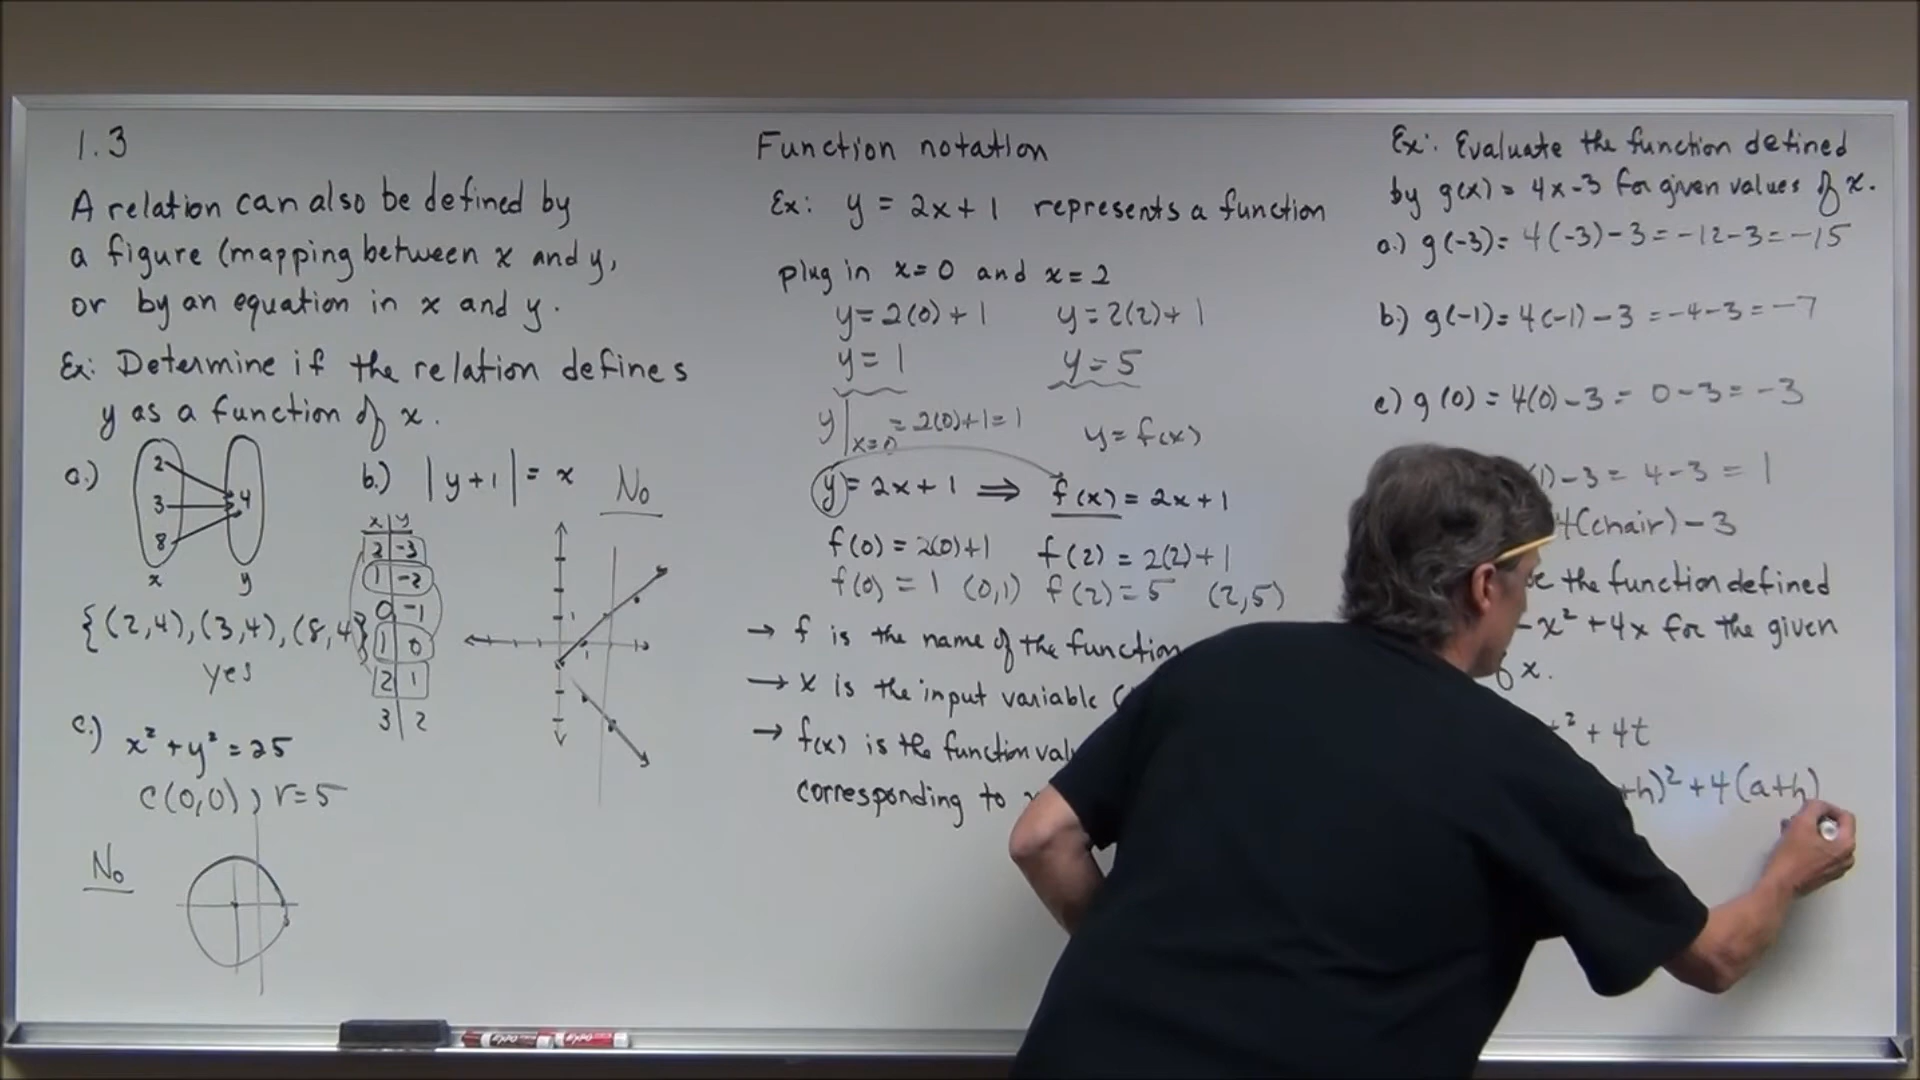 1.3
A relation can also be defined by
a figure (mapping between x and y,
or by an equation in x and y.
Ex: Determine if the relation defines
y as a function of x.
a.)
2
3
8
4
x y
{(2,4),(3,4),(8,4)}
yes
b.) |y+1| = x No
x y
2 -3
1 -2
0 -1
1 0
2 1
3 2
1
1
c.) x² + y² = 25
C(0,0), r=5
No
Function notation
Ex: y = 2x+1 represents a function
plug in x=0 and x=2
y=2(0)+1 y=2(2)+1
y=1 y=5
y|x=0 =2(0)+1=1 y=f(x)
y=2x+1 ⇒ f(x)=2x+1
f(0)=2(0)+1 f(2)=2(2)+1
f(0)=1 (0,1) f(2)=5 (2,5)
→ f is the name of the function
→ x is the input variable (
→ f(x) is the function val
corresponding to
Ex: Evaluate the function defined
by g(x)= 4x-3 for given values of x.
a.) g(-3)= 4(-3)-3=-12-3=-15
b.) g(-1)=4(-1)-3=-4-3=-7
c) g(0)=4(0)-3= 0-3=-3
1)-3= 4-3 = 1
4(chair)-3
the function defined
-x²+4x for the given
x.
² + 4t
+h)²+4(a+h)
expo